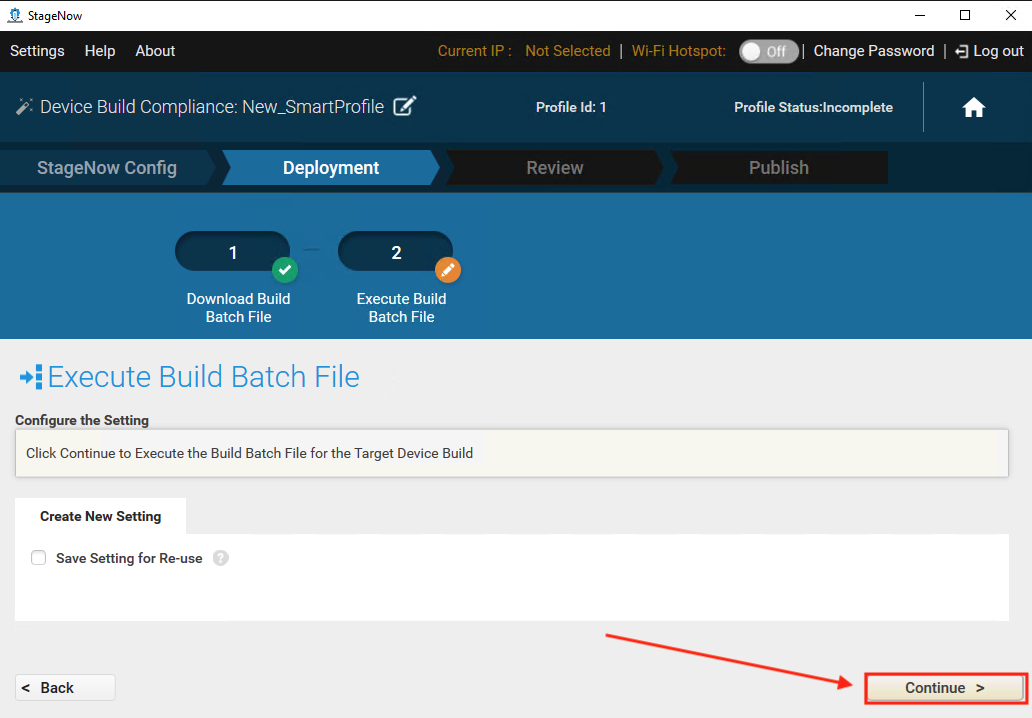 StageNow
Settings Help About Current IP : Not Selected | Wi-Fi Hotspot: Off | Change Password | Log out
Device Build Compliance: New_SmartProfile Profile Id: 1 Profile Status:Incomplete
StageNow Config Deployment Review Publish
1 2
Download Build Execute Build
Batch File Batch File
Execute Build Batch File
Configure the Setting
Click Continue to Execute the Build Batch File for the Target Device Build
Create New Setting
Save Setting for Re-use ?
< Back Continue >